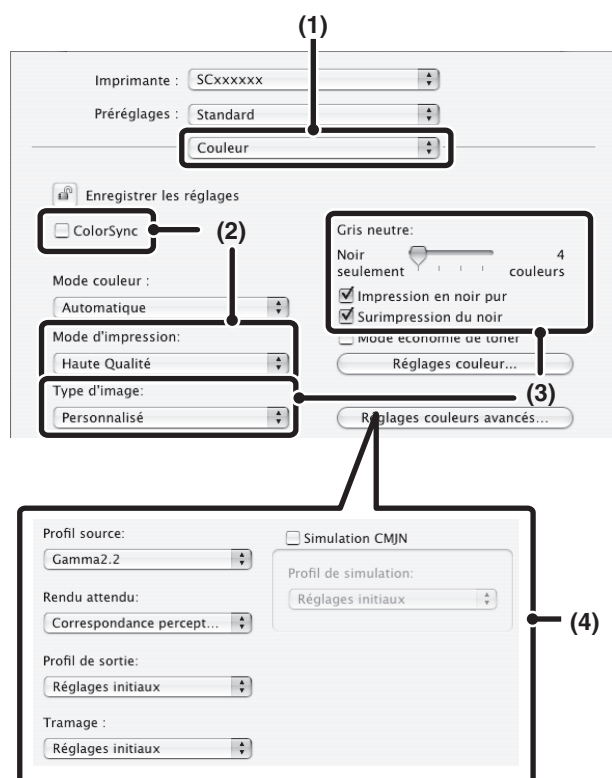 (1)
Imprimante : SCxxxxxx
Préréglages : Standard
Couleur
Enregistrer les réglages
ColorSync
(2)
Mode couleur :
Automatique
Mode d'impression:
Haute Qualité
Type d'image:
Personnalisé
Gris neutre:
Noir seulement
4 couleurs
Impression en noir pur
Surimpression du noir
Mode économie de toner
Réglages couleur...
(3)
Réglages couleurs avancés...
Profil source:
Gamma2.2
Rendu attendu:
Correspondance percept...
Profil de sortie:
Réglages initiaux
Tramage :
Réglages initiaux
Simulation CMJN
Profil de simulation:
Réglages initiaux
(4)